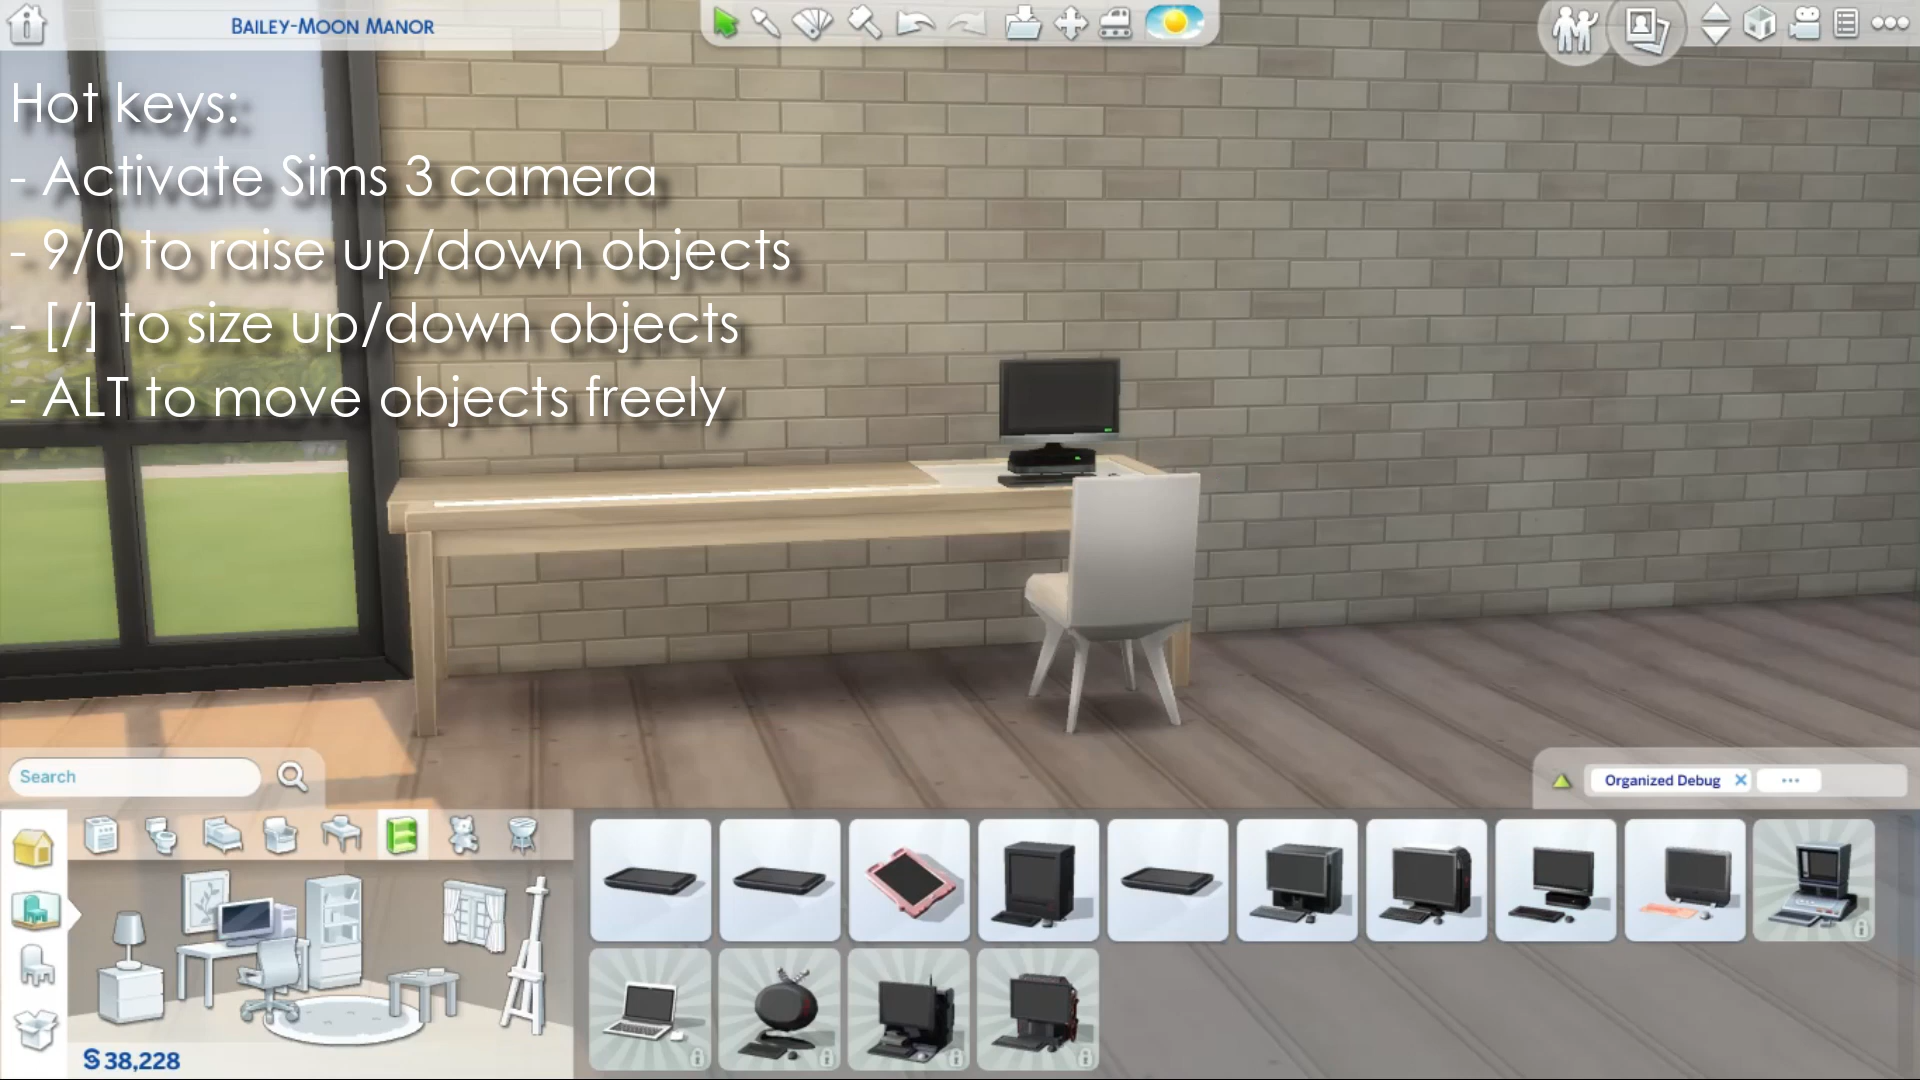 BAILEY-MOON MANOR
Hot keys:
- Activate Sims 3 camera
- 9/0 to raise up/down objects
- [/] to size up/down objects
- ALT to move objects freely
Search
Organized Debug
38,228